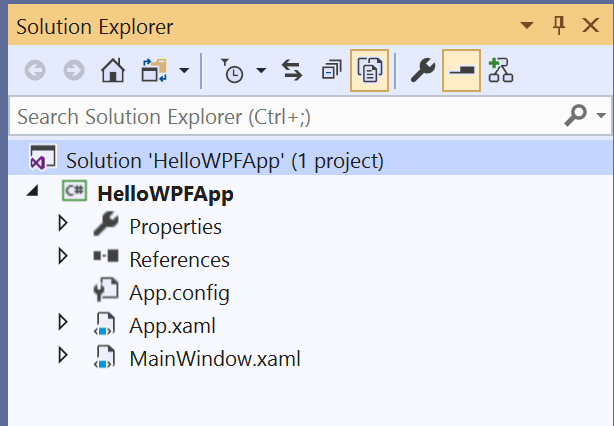 Solution Explorer
Search Solution Explorer (Ctrl+;)
Solution 'HelloWPFApp' (1 project)
C# HelloWPFApp
Properties
References
App.config
App.xaml
MainWindow.xaml